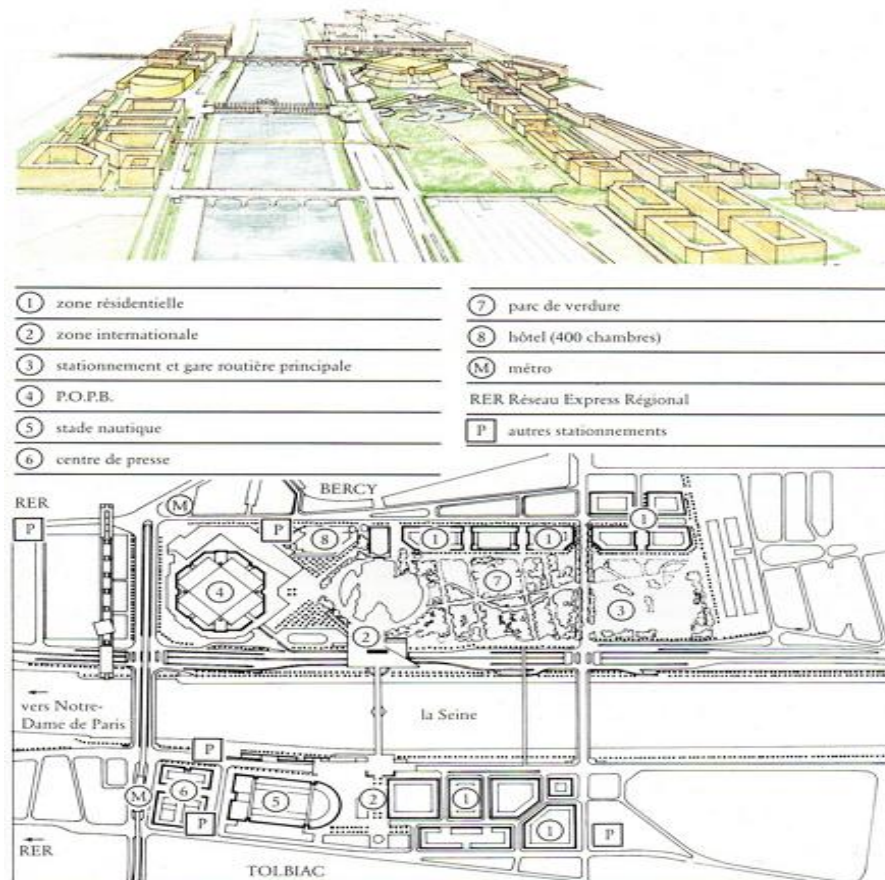 ① zone résidentielle
② zone internationale
③ stationnement et gare routière principale
④ P.O.P.B.
⑤ stade nautique
⑥ centre de presse
⑦ parc de verdure
⑧ hôtel (400 chambres)
Ⓜ métro
RER Réseau Express Régional
P autres stationnements
RER
M
BERCY
P
P
8
1
1
1
4
7
3
2
vers Notre-
Dame de Paris
la Seine
P
M
6
5
2
1
P
1
P
RER
TOLBIAC